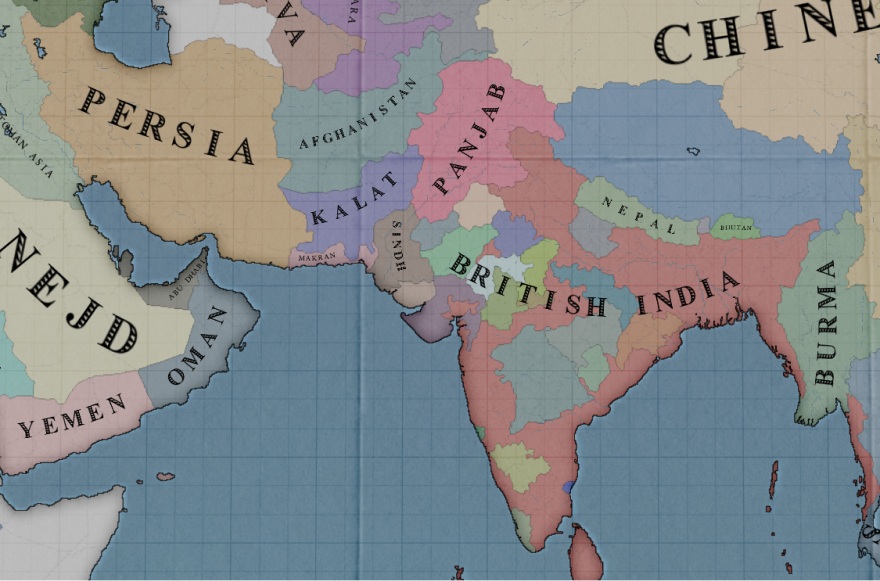 VA
ARA
CHINE
PERSIA
AFGHANISTAN
PANJAB
OMAN ASIA
KALAT
NEPAL
BHUTAN
SINDH
MAKRAN
NEJD
ABU DHABI
BRITISH INDIA
OMAN
BURMA
YEMEN
S